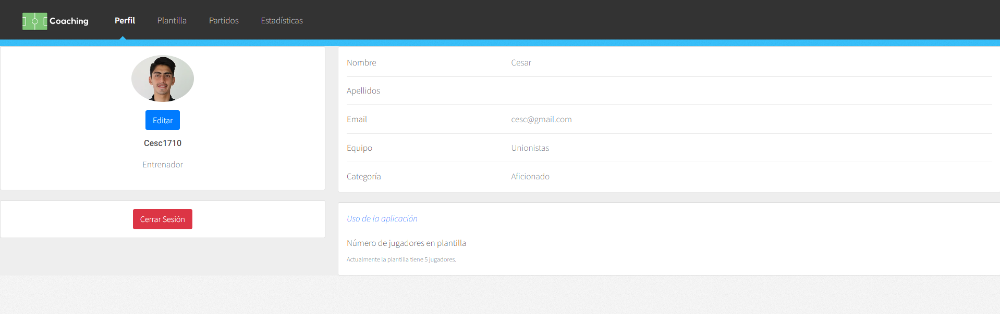 Coaching Perfil Plantilla Partidos Estadísticas
Editar
Cesc1710
Entrenador
Cerrar Sesión
Nombre Cesar
Apellidos
Email cesc@gmail.com
Equipo Unionistas
Categoría Aficionado
Uso de la aplicación
Número de jugadores en plantilla
Actualmente la plantilla tiene 5 jugadores.